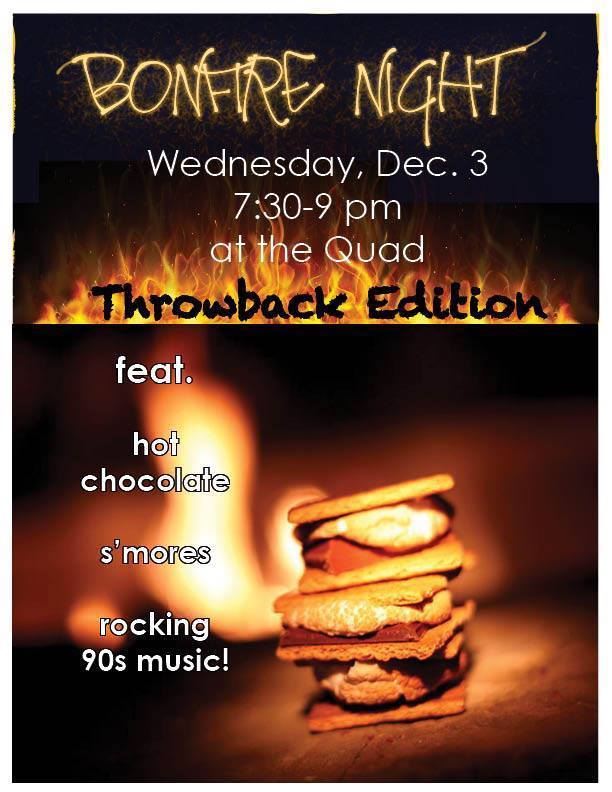 BONFIRE NIGHT
Wednesday, Dec. 3
7:30-9 pm
at the Quad
Throwback Edition
feat.
hot
chocolate
s'mores
rocking
90s music!